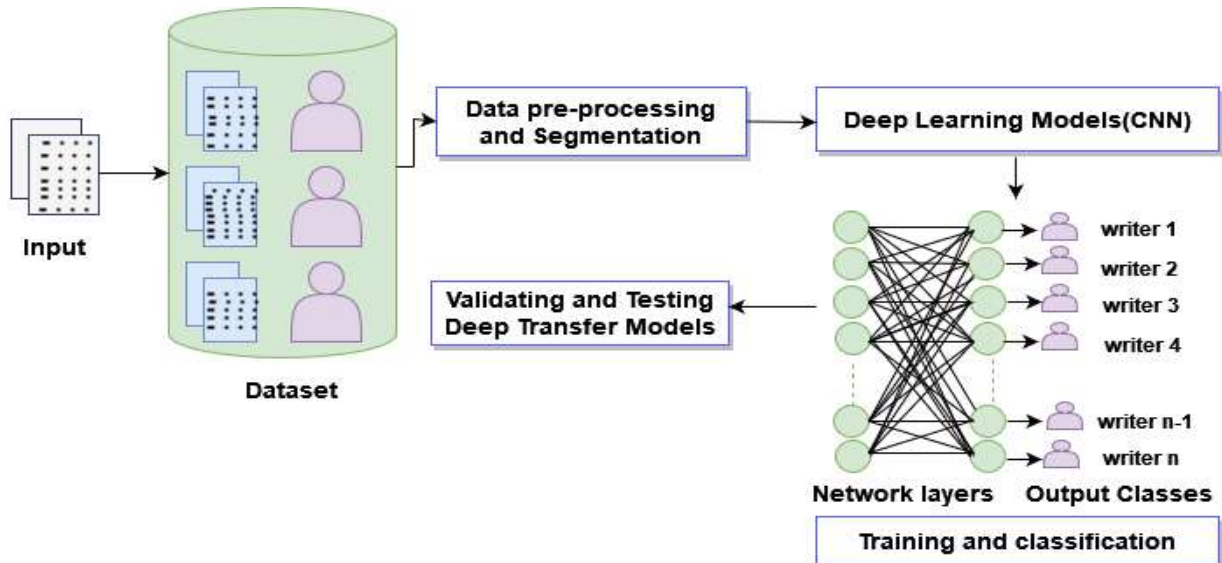 Input
Dataset
Data pre-processing
and Segmentation
Deep Learning Models(CNN)
writer 1
writer 2
writer 3
writer 4
writer n-1
writer n
Network layers
Output Classes
Training and classification
Validating and Testing
Deep Transfer Models